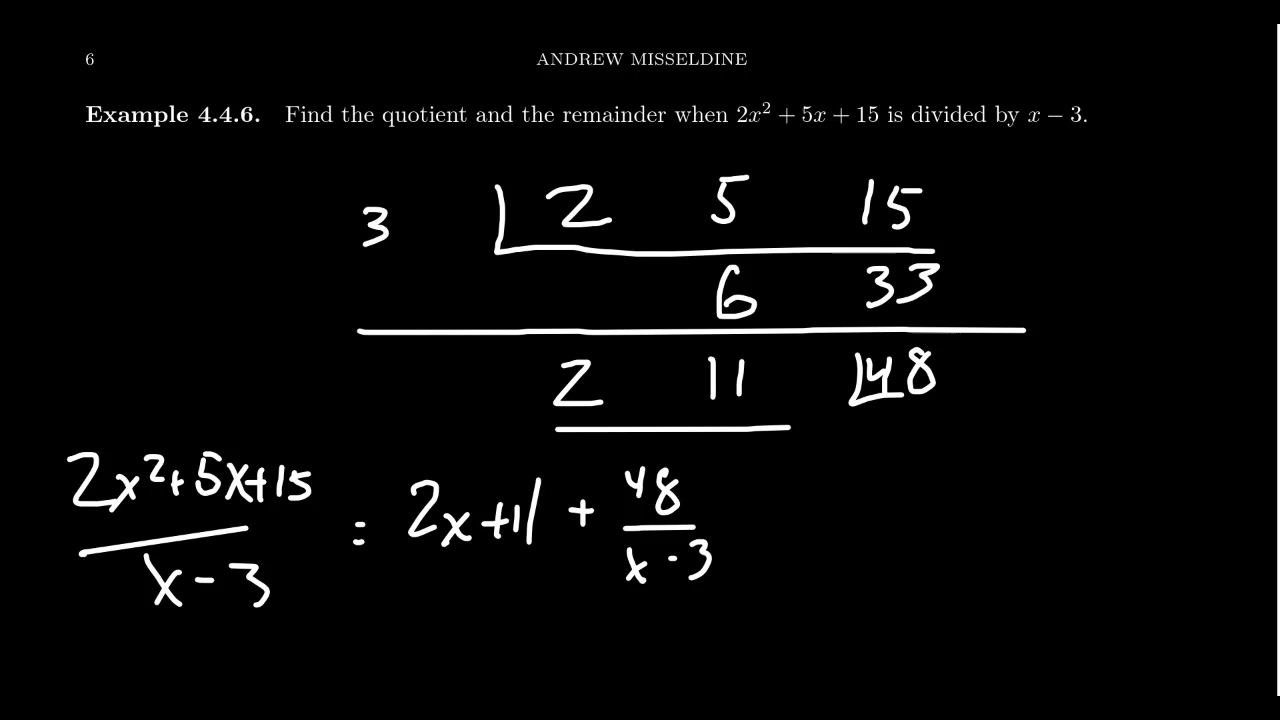 6 ANDREW MISSELDINE
Example 4.4.6. Find the quotient and the remainder when 2x² + 5x + 15 is divided by x − 3.
3 2 5 15
6 33
2 11 48
2x²+5x+15 / x-3 = 2x+11 + 48 / x-3